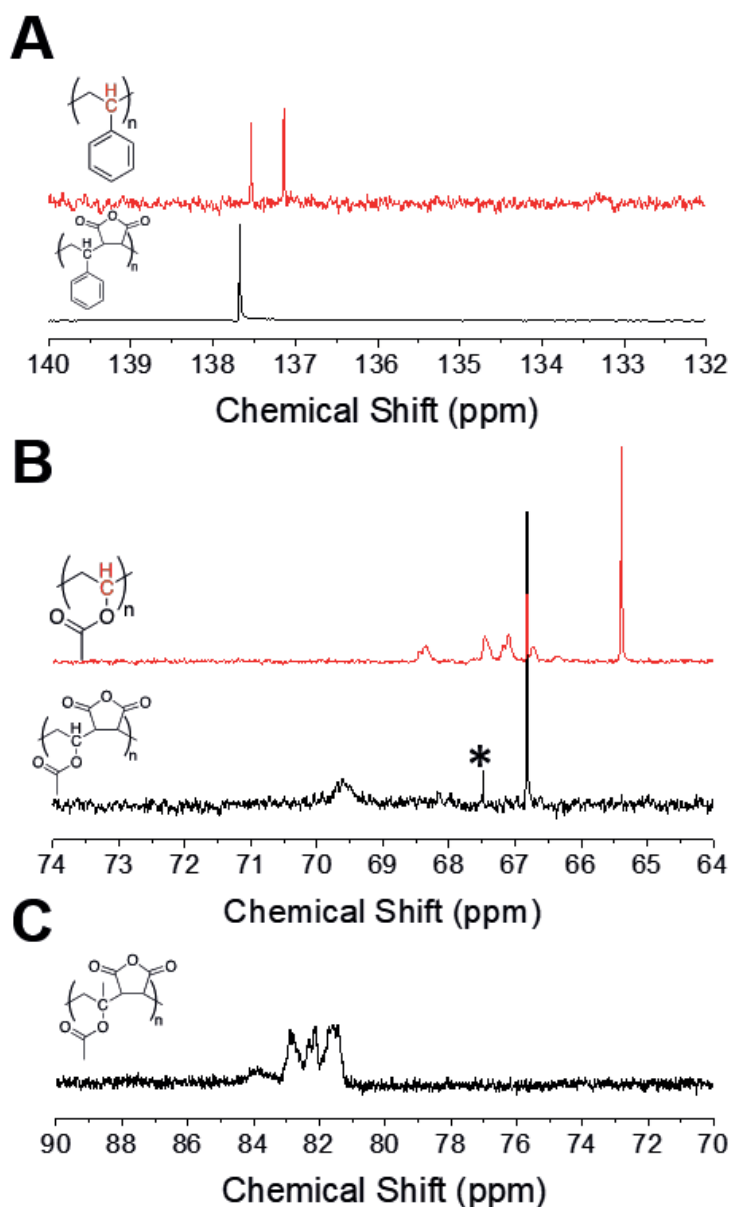 A
H
C
n
O O O
H
C
n
140 139 138 137 136 135 134 133 132
Chemical Shift (ppm)
B
H
C
n
O O
O O O
H
C
n
O O
*
74 73 72 71 70 69 68 67 66 65 64
Chemical Shift (ppm)
C
O O O
C
n
O O
90 88 86 84 82 80 78 76 74 72 70
Chemical Shift (ppm)